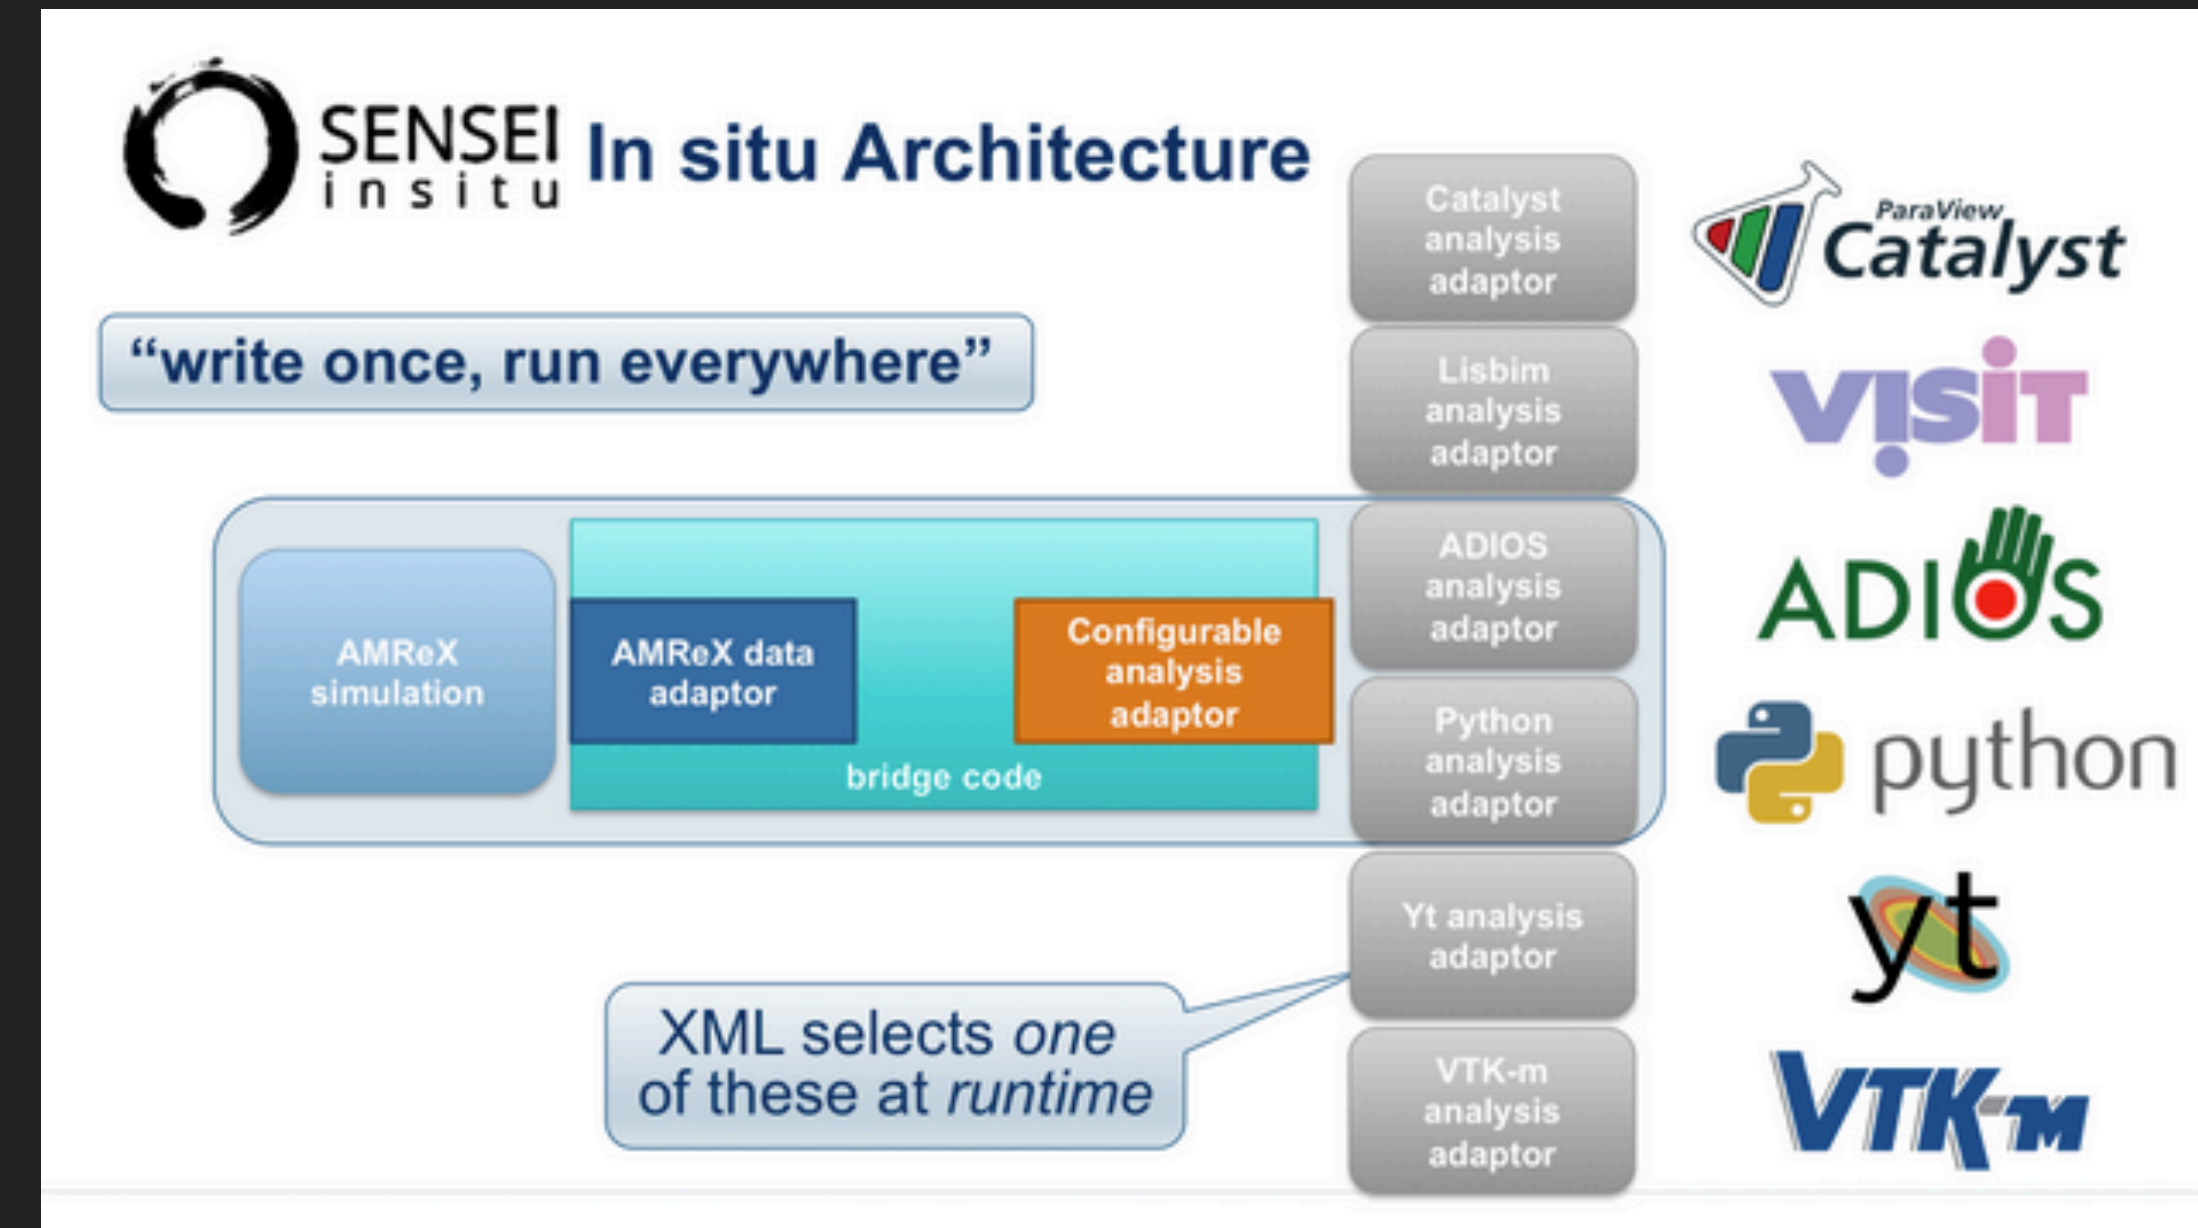 SENSEI
insitu
In situ Architecture
“write once, run everywhere”
AMReX
simulation
AMReX data
adaptor
Configurable
analysis
adaptor
bridge code
Catalyst
analysis
adaptor
Lisbim
analysis
adaptor
ADIOS
analysis
adaptor
Python
analysis
adaptor
Yt analysis
adaptor
VTK-m
analysis
adaptor
XML selects one
of these at runtime
ParaView
Catalyst
VisiT
ADIOS
python
yt
VTK-m